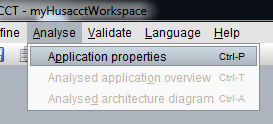 CCT - myHusacctWorkspace
fine Analyse Validate Language Help
Application properties Ctrl-P
Analysed application overview Ctrl-T
Analysed architecture diagram Ctrl-A